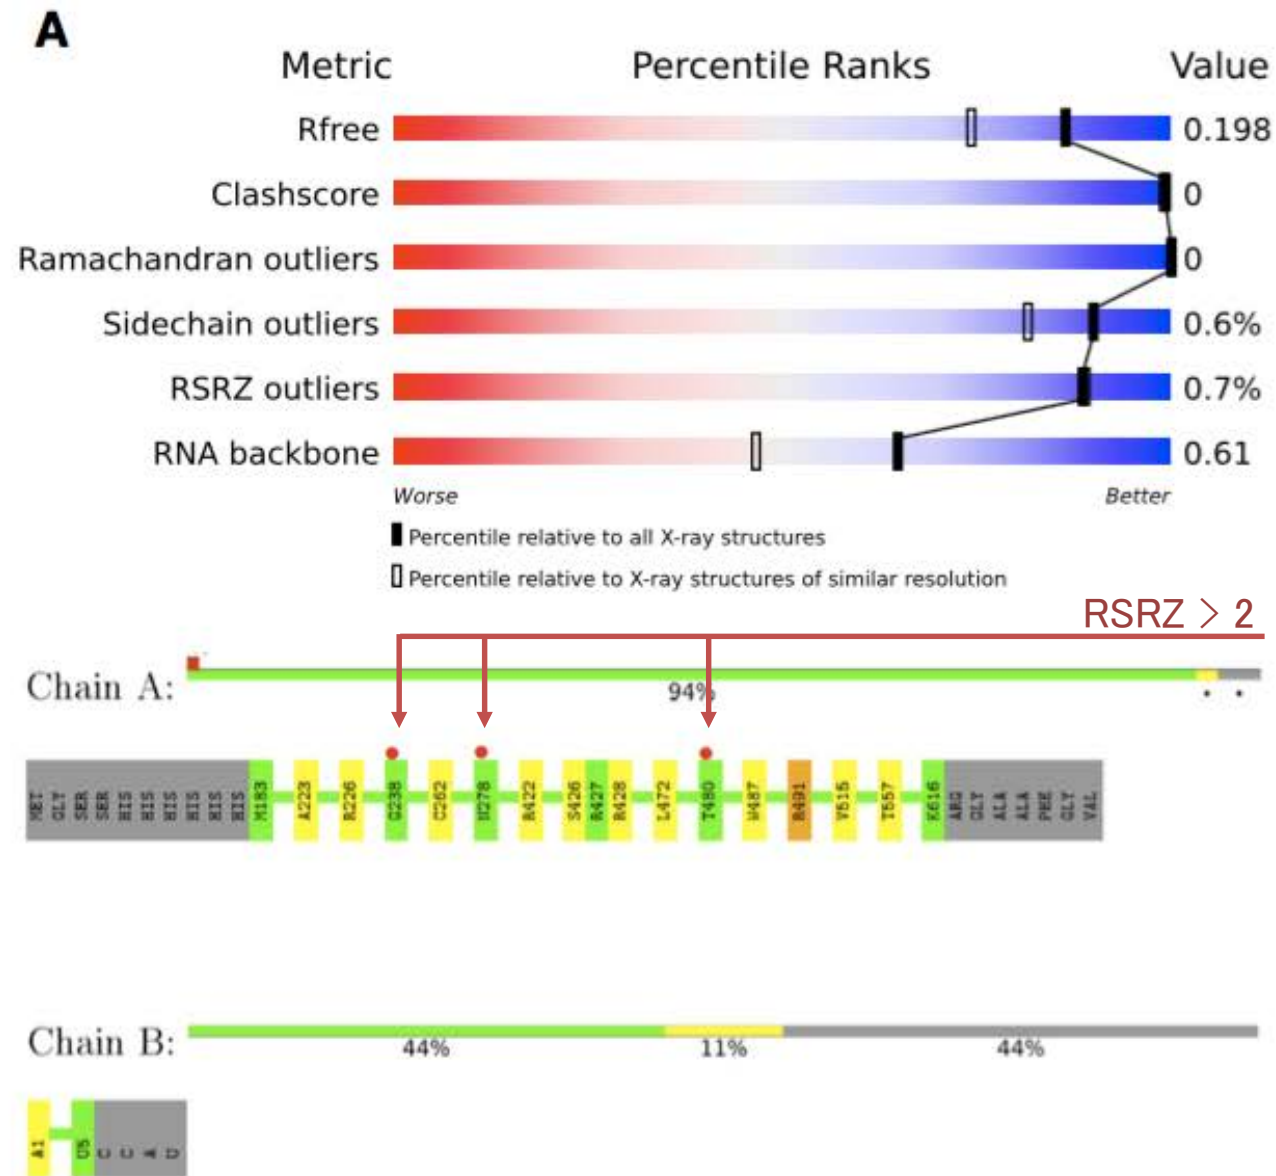 A
Metric Percentile Ranks Value
Rfree 0.198
Clashscore 0
Ramachandran outliers 0
Sidechain outliers 0.6%
RSRZ outliers 0.7%
RNA backbone 0.61
Worse Better
Percentile relative to all X-ray structures
Percentile relative to X-ray structures of similar resolution
RSRZ > 2
Chain A:
94%
MET GLY SER SER HIS HIS HIS HIS HIS HIS M183 A223 R226 G238 C262 N278 R422 S426 R427 R428 L472 T480 W487 R491 V515 T557 K616 ARG GLY ALA ALA PHE GLY VAL
Chain B:
44% 11% 44%
A1 U5 C C A U